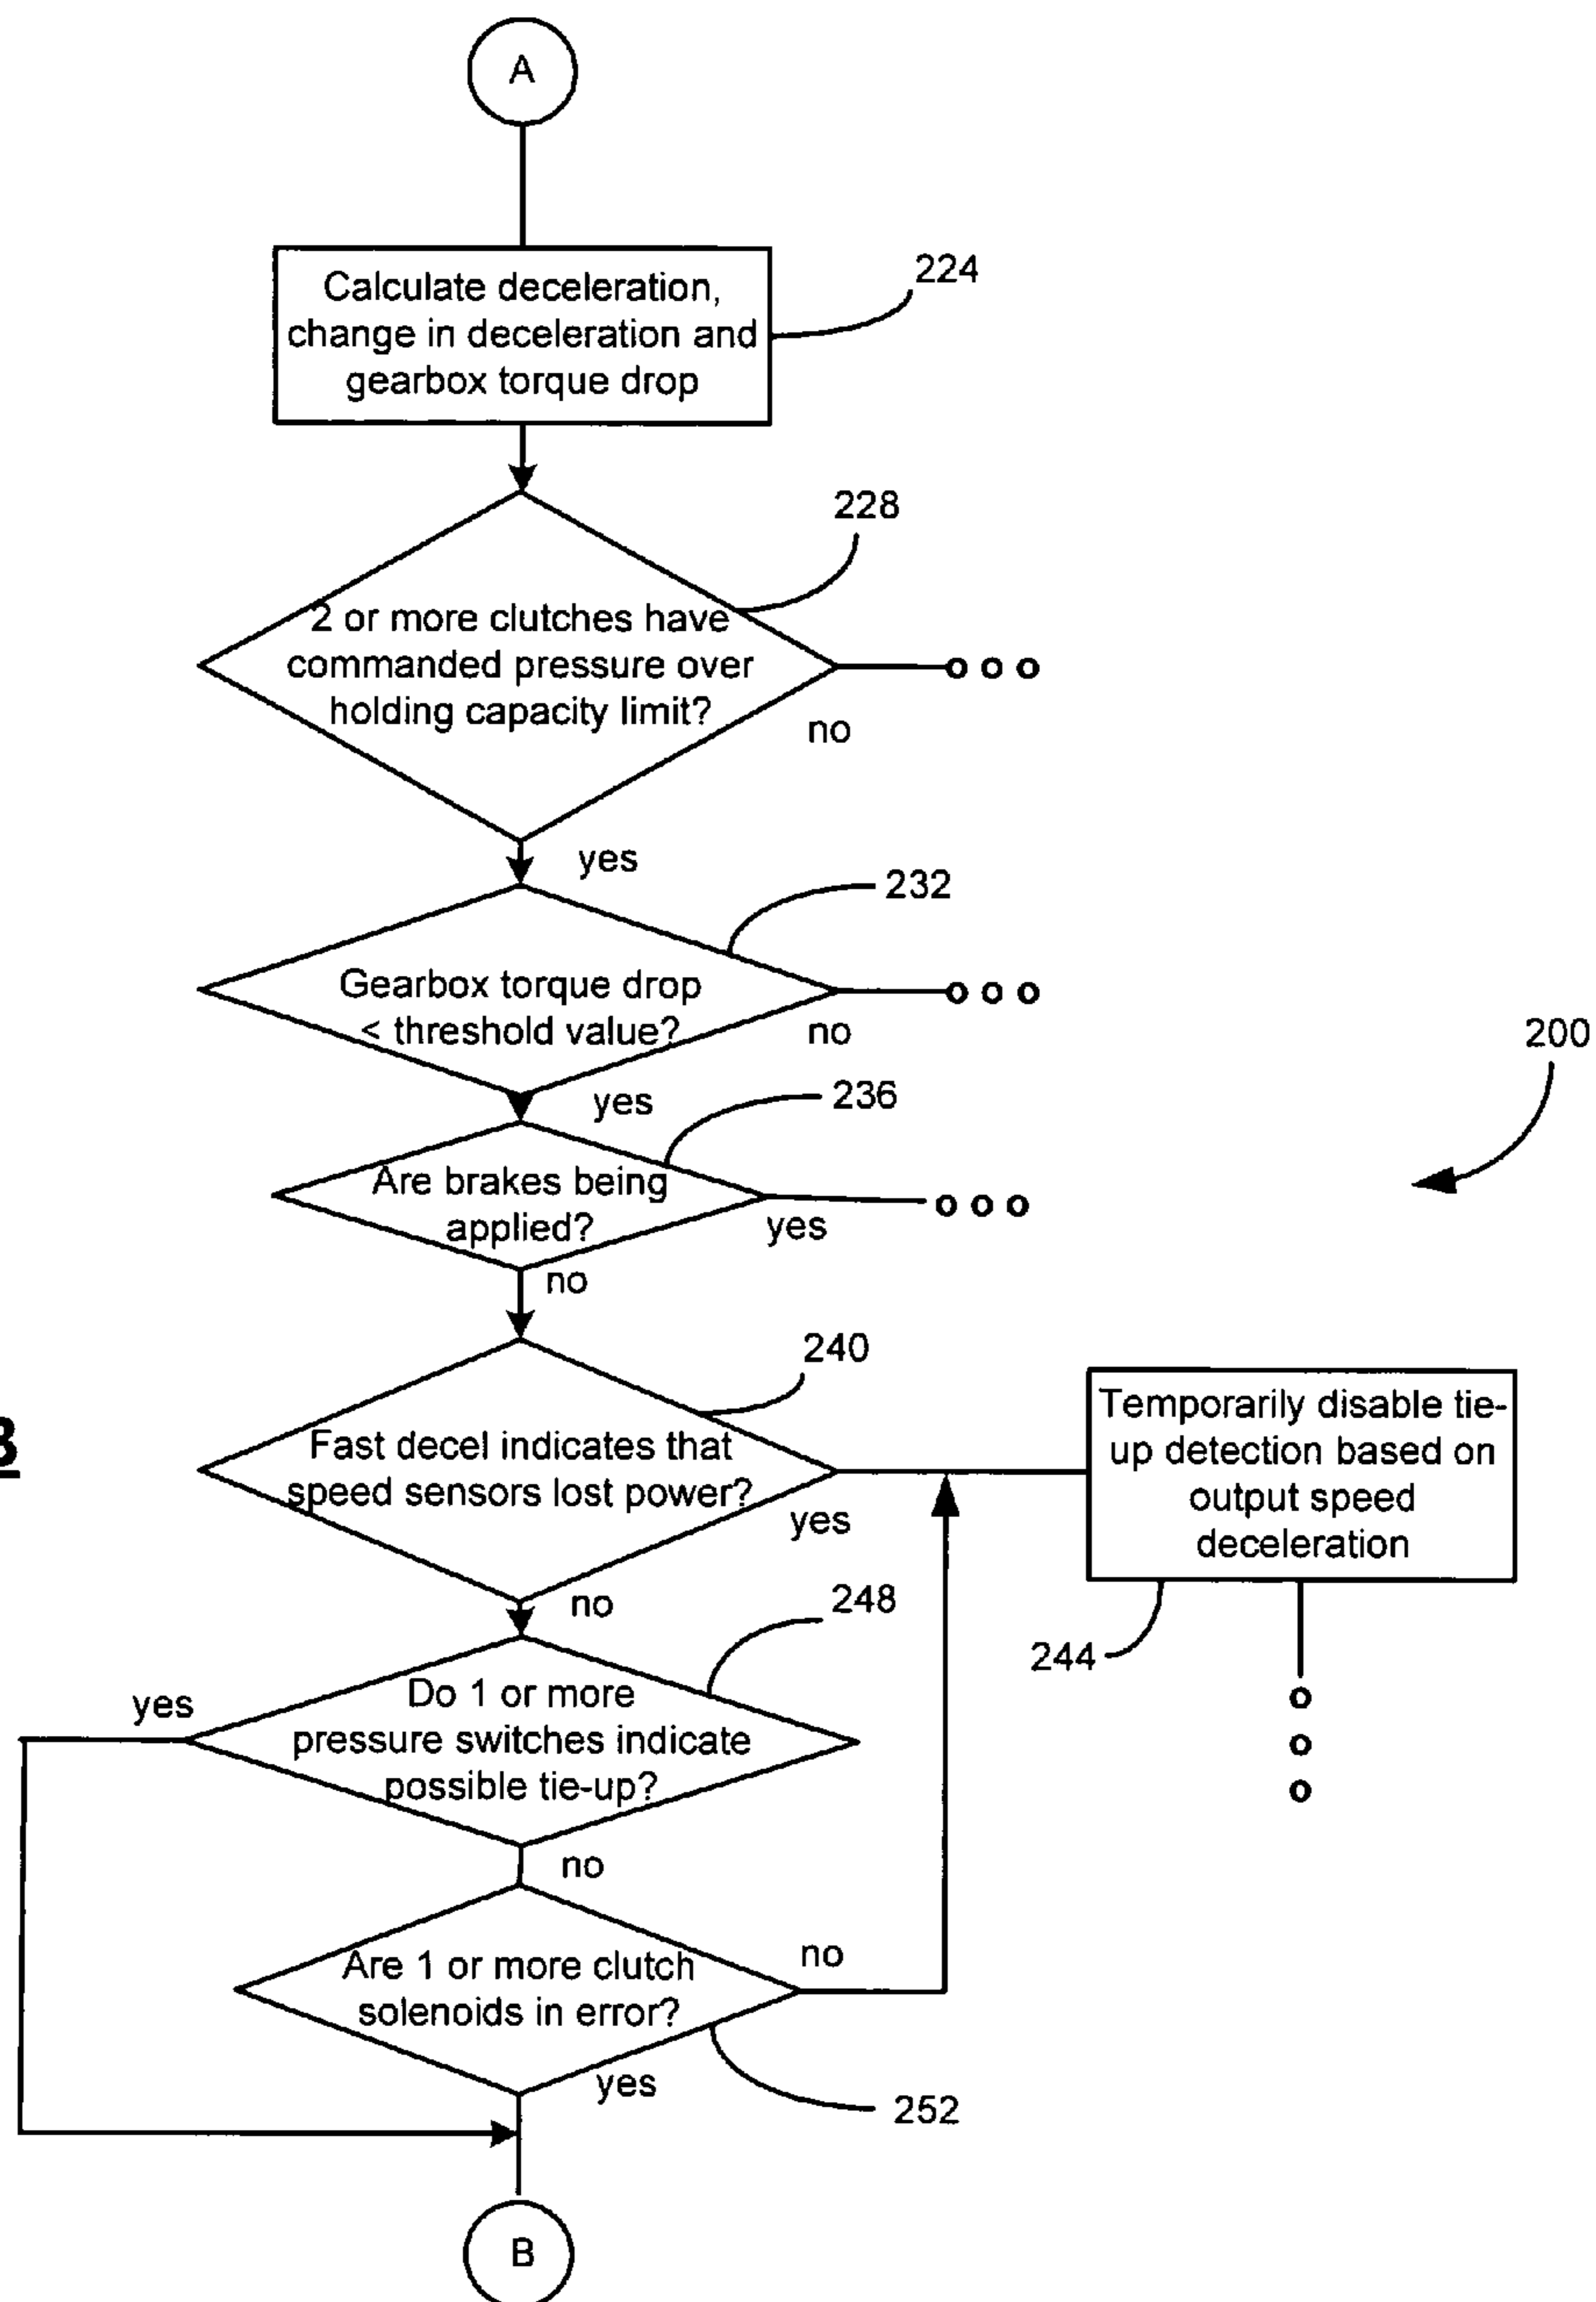 A
Calculate deceleration,
change in deceleration and
gearbox torque drop
224
228
2 or more clutches have
commanded pressure over
holding capacity limit?
no
yes
232
Gearbox torque drop
< threshold value?
no
200
yes
236
Are brakes being
applied?
yes
no
240
Fast decel indicates that
speed sensors lost power?
yes
Temporarily disable tie-
up detection based on
output speed
deceleration
244
no
248
yes
Do 1 or more
pressure switches indicate
possible tie-up?
no
Are 1 or more clutch
solenoids in error?
no
yes
252
B